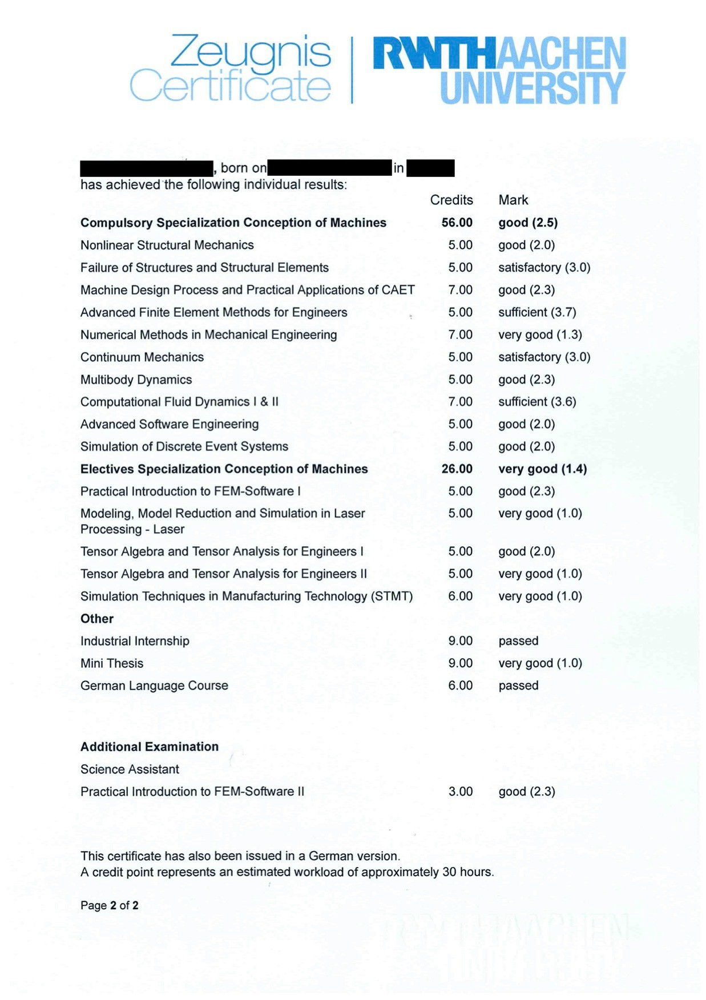 Zeugnis
Certificate
RWTHAACHEN
UNIVERSITY
, born on in
has achieved the following individual results:
Credits Mark
Compulsory Specialization Conception of Machines 56.00 good (2.5)
Nonlinear Structural Mechanics 5.00 good (2.0)
Failure of Structures and Structural Elements 5.00 satisfactory (3.0)
Machine Design Process and Practical Applications of CAET 7.00 good (2.3)
Advanced Finite Element Methods for Engineers 5.00 sufficient (3.7)
Numerical Methods in Mechanical Engineering 7.00 very good (1.3)
Continuum Mechanics 5.00 satisfactory (3.0)
Multibody Dynamics 5.00 good (2.3)
Computational Fluid Dynamics I & II 7.00 sufficient (3.6)
Advanced Software Engineering 5.00 good (2.0)
Simulation of Discrete Event Systems 5.00 good (2.0)
Electives Specialization Conception of Machines 26.00 very good (1.4)
Practical Introduction to FEM-Software I 5.00 good (2.3)
Modeling, Model Reduction and Simulation in Laser 5.00 very good (1.0)
Processing - Laser
Tensor Algebra and Tensor Analysis for Engineers I 5.00 good (2.0)
Tensor Algebra and Tensor Analysis for Engineers II 5.00 very good (1.0)
Simulation Techniques in Manufacturing Technology (STMT) 6.00 very good (1.0)
Other
Industrial Internship 9.00 passed
Mini Thesis 9.00 very good (1.0)
German Language Course 6.00 passed
Additional Examination
Science Assistant
Practical Introduction to FEM-Software II 3.00 good (2.3)
This certificate has also been issued in a German version.
A credit point represents an estimated workload of approximately 30 hours.
Page 2 of 2